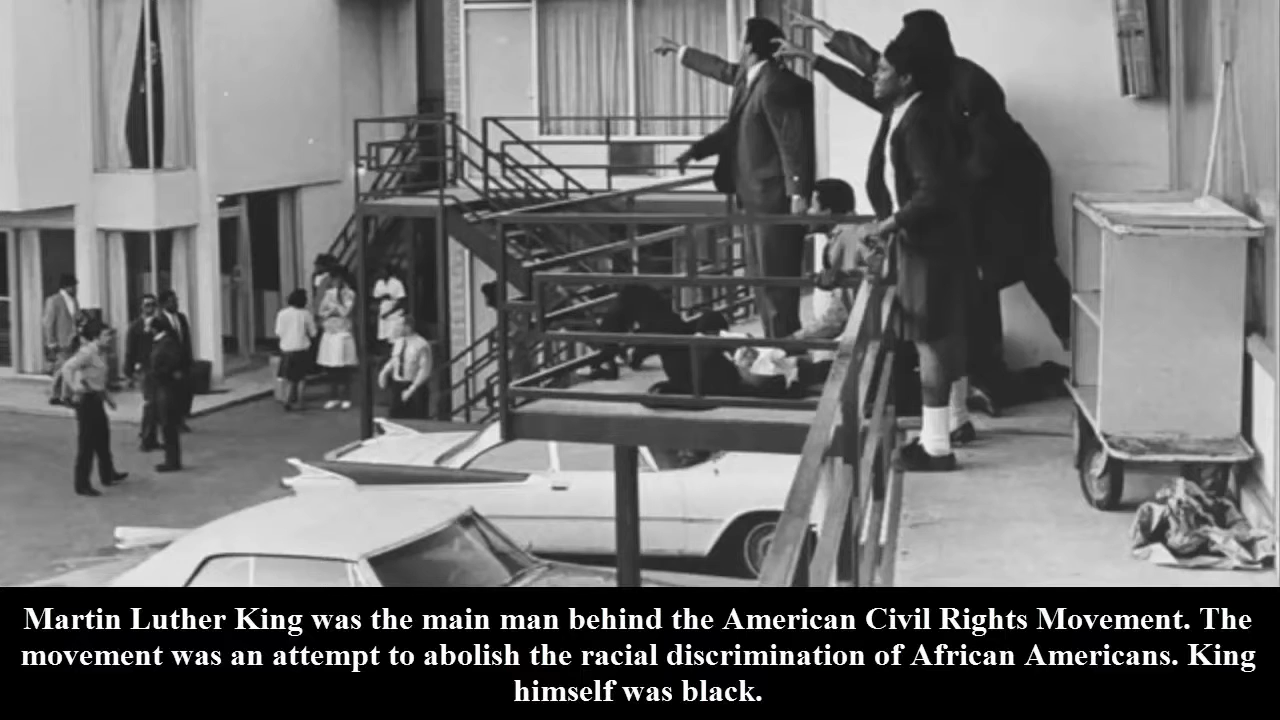 Martin Luther King was the main man behind the American Civil Rights Movement. The
movement was an attempt to abolish the racial discrimination of African Americans. King
himself was black.